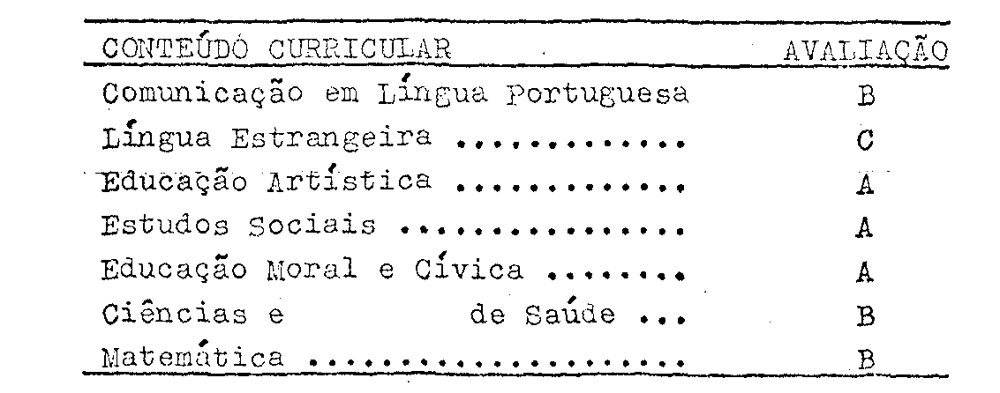 CONTEÚDO CURRICULAR AVALIAÇÃO
Comunicação em Língua Portuguesa B
Língua Estrangeira ............. C
Educação Artística ............. A
Estudos Sociais ................ A
Educação Moral e Cívica ........ A
Ciências e de Saúde ... B
Matemática ..................... B